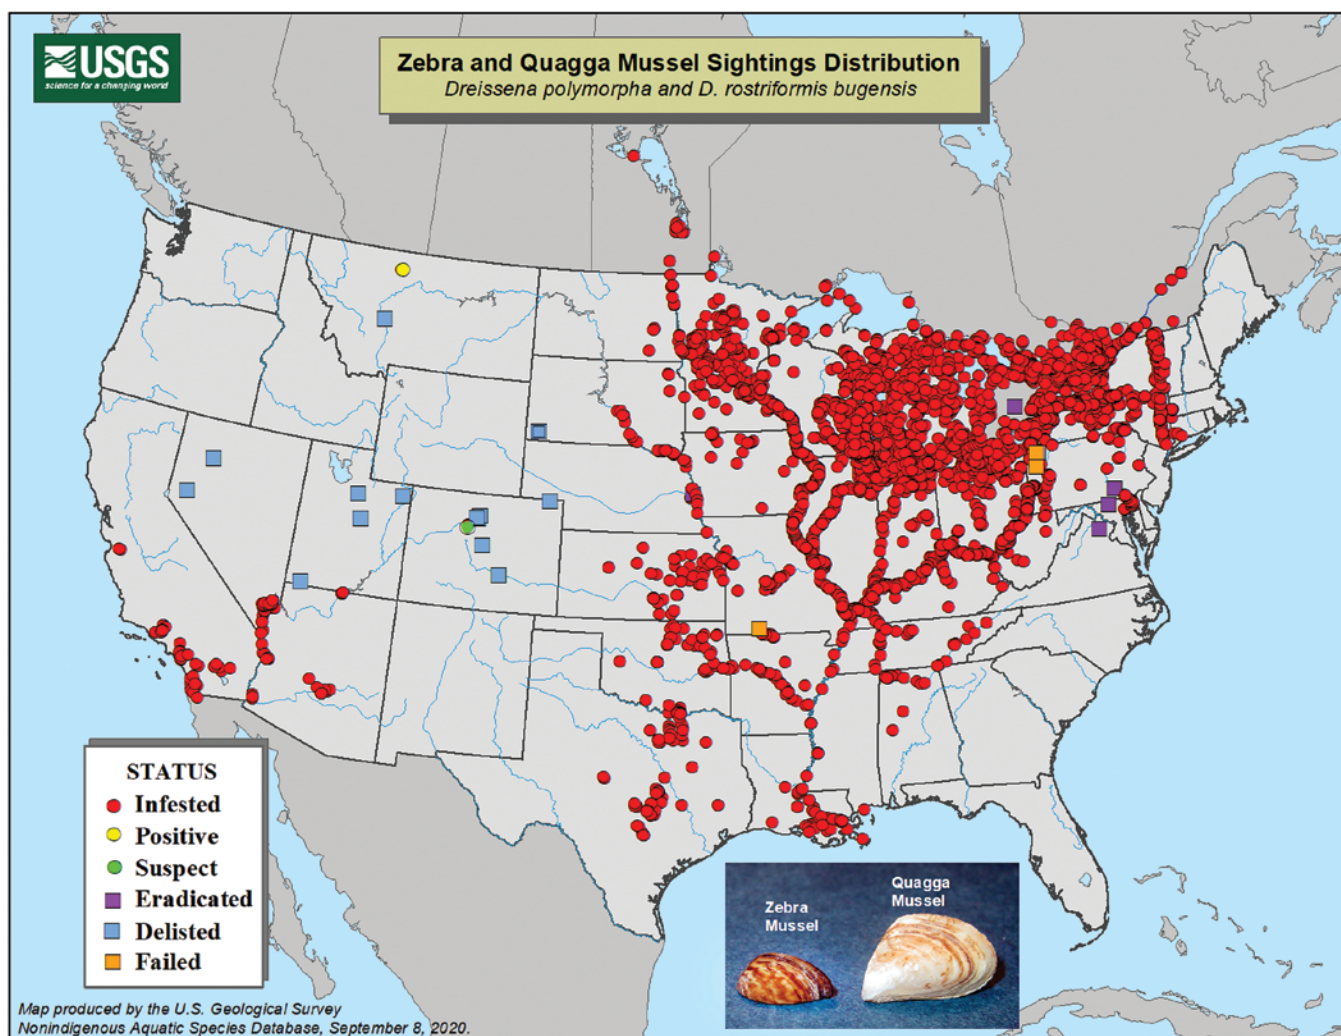 USGS
science for a changing world
Zebra and Quagga Mussel Sightings Distribution
Dreissena polymorpha and D. rostriformis bugensis
STATUS
Infested
Positive
Suspect
Eradicated
Delisted
Failed
Zebra
Mussel
Quagga
Mussel
Map produced by the U.S. Geological Survey
Nonindigenous Aquatic Species Database, September 8, 2020.